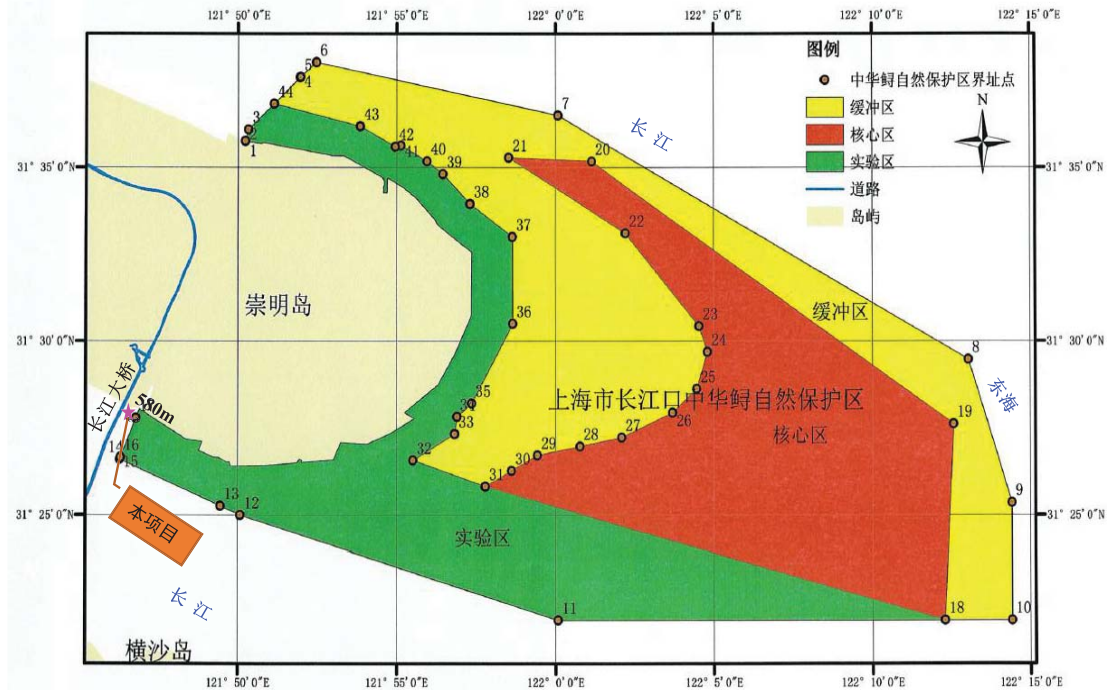 121° 50′0″E
121° 55′0″E
122° 0′0″E
122° 5′0″E
122° 10′0″E
122° 15′0″E
图例
中华鲟自然保护区界址点
缓冲区
核心区
实验区
道路
岛屿
N
31° 35′0″N
31° 35′0″N
31° 30′0″N
31° 30′0″N
31° 25′0″N
31° 25′0″N
6
5
4
44
3
2
1
43
42
41
40
39
38
37
36
35
34
33
32
31
30
29
28
27
26
25
24
23
22
21
20
7
8
19
9
18
10
11
12
13
14
15
16
长江
崇明岛
缓冲区
东海
上海市长江口中华鲟自然保护区
核心区
长江大桥
580m
本项目
实验区
长江
横沙岛
121° 50′0″E
121° 55′0″E
122° 0′0″E
122° 5′0″E
122° 10′0″E
122° 15′0″E